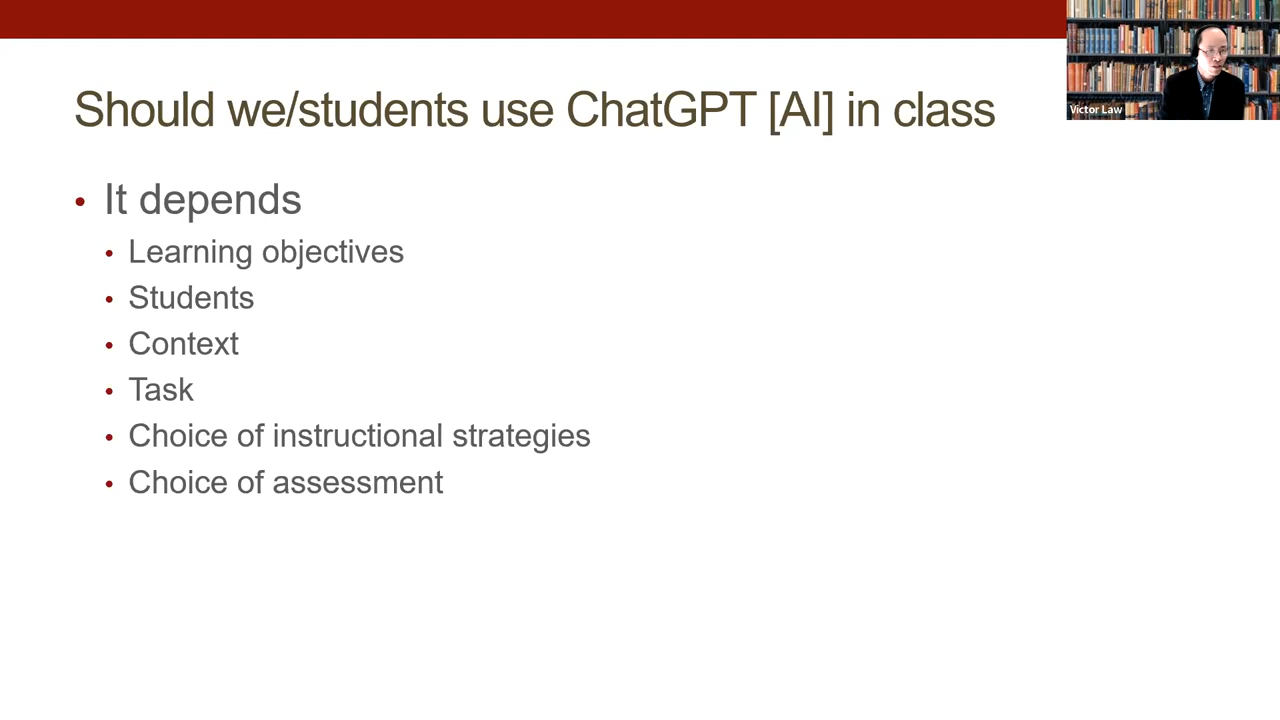 Should we/students use ChatGPT [AI] in class
Victor Law
• It depends
• Learning objectives
• Students
• Context
• Task
• Choice of instructional strategies
• Choice of assessment